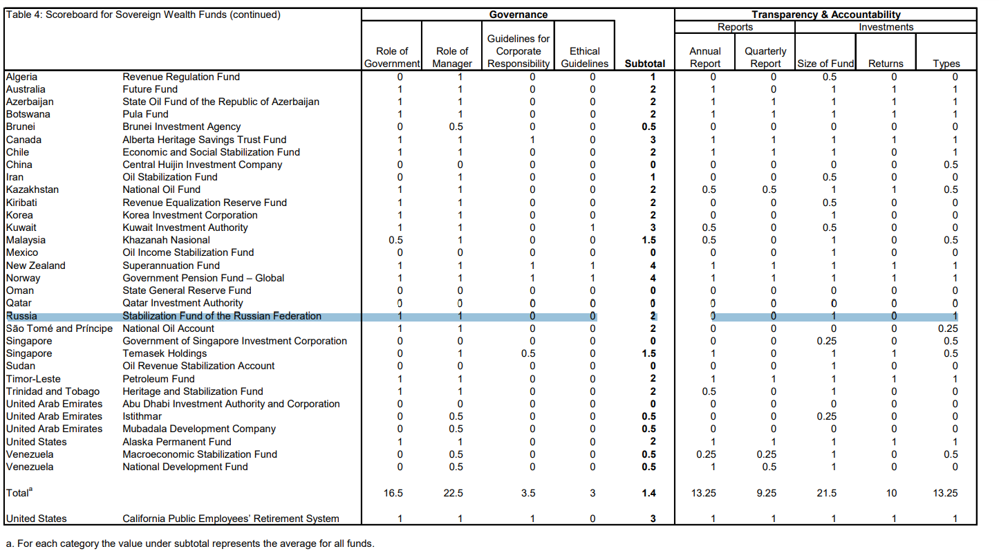 Table 4: Scoreboard for Sovereign Wealth Funds (continued) Governance Transparency & Accountability
Reports Investments
Role of Government Role of Manager Guidelines for Corporate Responsibility Ethical Guidelines Subtotal Annual Report Quarterly Report Size of Fund Returns Types
Algeria Revenue Regulation Fund 0 1 0 0 1 0 0 0.5 0 0
Australia Future Fund 1 1 0 0 2 1 0 1 1 1
Azerbaijan State Oil Fund of the Republic of Azerbaijan 1 1 0 0 2 1 1 1 1 1
Botswana Pula Fund 1 1 0 0 2 1 1 1 1 1
Brunei Brunei Investment Agency 0 0.5 0 0 0.5 0 0 0 0 0
Canada Alberta Heritage Savings Trust Fund 1 1 1 0 3 1 1 1 1 1
Chile Economic and Social Stabilization Fund 1 1 0 0 2 1 1 1 0 1
China Central Huijin Investment Company 0 0 0 0 0 0 0 0 0 0.5
Iran Oil Stabilization Fund 0 1 0 0 1 0 0 0.5 0 0
Kazakhstan National Oil Fund 1 1 0 0 2 0.5 0.5 1 1 0.5
Kiribati Revenue Equalization Reserve Fund 1 1 0 0 2 0 0 0.5 0 0
Korea Korea Investment Corporation 1 1 0 0 2 0 0 1 0 0
Kuwait Kuwait Investment Authority 1 1 0 1 3 0.5 0 0.5 0 0
Malaysia Khazanah Nasional 0.5 1 0 0 1.5 0.5 0 1 0 0.5
Mexico Oil Income Stabilization Fund 0 0 0 0 0 0 0 1 0 0
New Zealand Superannuation Fund 1 1 1 1 4 1 1 1 1 1
Norway Government Pension Fund – Global 1 1 1 1 4 1 1 1 1 1
Oman State General Reserve Fund 0 0 0 0 0 0 0 0 0 0
Qatar Qatar Investment Authority 0 0 0 0 0 0 0 0 0 0
Russia Stabilization Fund of the Russian Federation 1 1 0 0 2 0 0 1 0 1
São Tomé and Príncipe National Oil Account 1 1 0 0 2 0 0 0 0 0.25
Singapore Government of Singapore Investment Corporation 0 0 0 0 0 0 0 0.25 0 0.5
Singapore Temasek Holdings 0 1 0.5 0 1.5 1 0 1 1 0.5
Sudan Oil Revenue Stabilization Account 0 0 0 0 0 0 0 1 0 0
Timor-Leste Petroleum Fund 1 1 0 0 2 1 1 1 1 1
Trinidad and Tobago Heritage and Stabilization Fund 1 1 0 0 2 0.5 0 1 0 0
United Arab Emirates Abu Dhabi Investment Authority and Corporation 0 0 0 0 0 0 0 0 0 0
United Arab Emirates Istithmar 0 0.5 0 0 0.5 0 0 0.25 0 0
United Arab Emirates Mubadala Development Company 0 0.5 0 0 0.5 0 0 0 0 0
United States Alaska Permanent Fund 1 1 0 0 2 1 1 1 1 1
Venezuela Macroeconomic Stabilization Fund 0 0.5 0 0 0.5 0.25 0.25 1 0 0.5
Venezuela National Development Fund 0 0.5 0 0 0.5 1 0.5 1 0 0
Totalᵃ 16.5 22.5 3.5 3 1.4 13.25 9.25 21.5 10 13.25
United States California Public Employees’ Retirement System 1 1 1 0 3 1 1 1 1 1
a. For each category the value under subtotal represents the average for all funds.